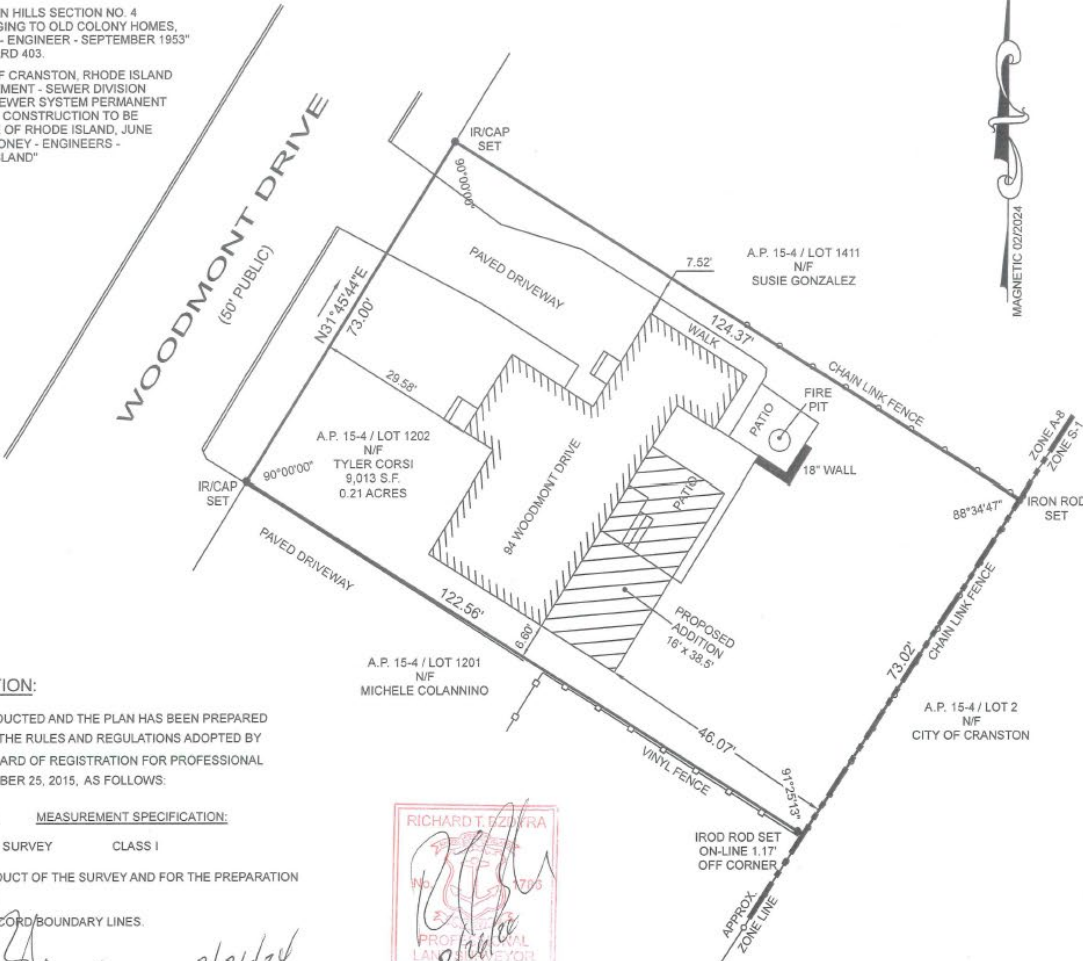 N HILLS SECTION NO. 4
GING TO OLD COLONY HOMES,
- ENGINEER - SEPTEMBER 1953"
RD 403.
F CRANSTON, RHODE ISLAND
MENT - SEWER DIVISION
EWER SYSTEM PERMANENT
CONSTRUCTION TO BE
OF RHODE ISLAND, JUNE
ONEY - ENGINEERS -
LAND"
WOODMONT DRIVE
(50' PUBLIC)
IR/CAP
SET
90°00'00"
PAVED DRIVEWAY
N31°45'44"E
73.00'
7.52'
A.P. 15-4 / LOT 1411
N/F
SUSIE GONZALEZ
MAGNETIC 02/2024
WALK
124.37'
CHAIN LINK FENCE
FIRE
PIT
PATIO
18" WALL
29.58'
A.P. 15-4 / LOT 1202
N/F
TYLER CORSI
9,013 S.F.
0.21 ACRES
94 WOODMONT DRIVE
PATIO
ZONE A-8
ZONE S-1
88°34'47"
IRON ROD
SET
90°00'00"
IR/CAP
SET
PAVED DRIVEWAY
122.56'
6.60'
PROPOSED
ADDITION
16' x 38.5'
CHAIN LINK FENCE
73.02'
A.P. 15-4 / LOT 1201
N/F
MICHELE COLANNINO
A.P. 15-4 / LOT 2
N/F
CITY OF CRANSTON
46.07'
VINYL FENCE
91°25'13"
IROD ROD SET
ON-LINE 1.17'
OFF CORNER
APPROX.
ZONE LINE
TION:
DUCTED AND THE PLAN HAS BEEN PREPARED
THE RULES AND REGULATIONS ADOPTED BY
ARD OF REGISTRATION FOR PROFESSIONAL
BER 25, 2015, AS FOLLOWS:
MEASUREMENT SPECIFICATION:
SURVEY CLASS I
DUCT OF THE SURVEY AND FOR THE PREPARATION
CORD BOUNDARY LINES.
RICHARD T. BZDYRA
No. 1786
PROFESSIONAL
LAND SURVEYOR